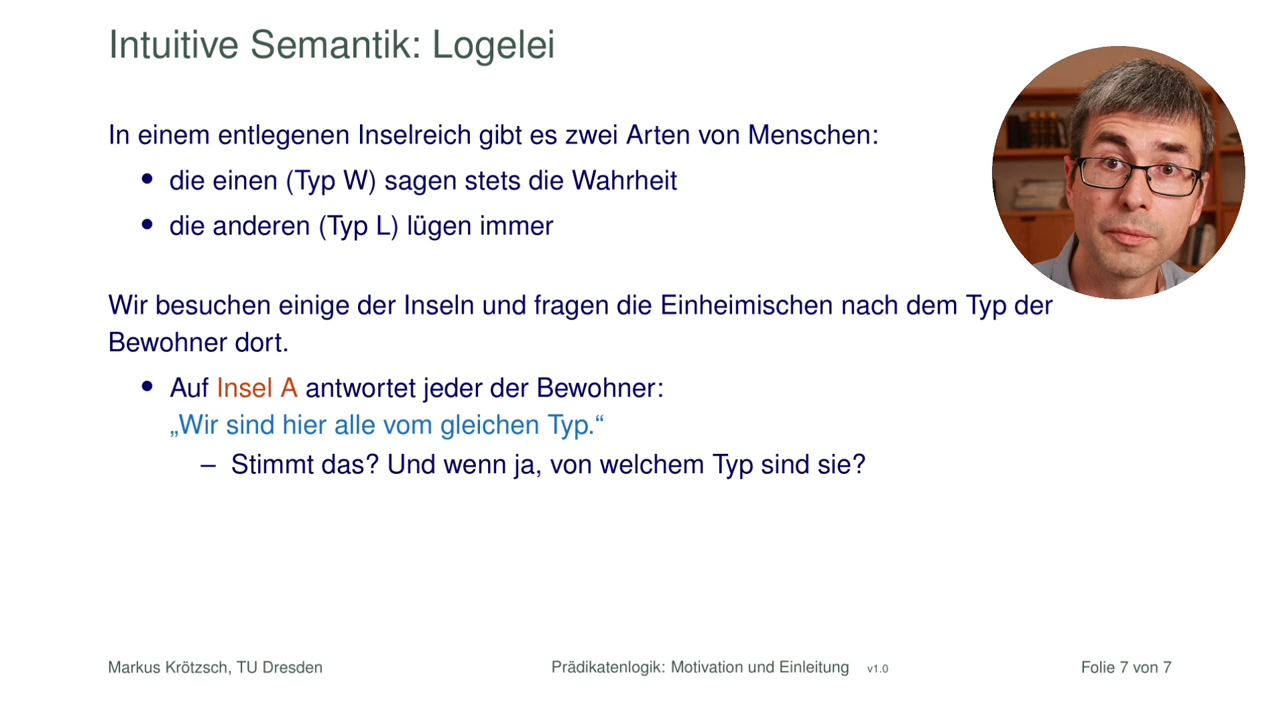 Intuitive Semantik: Logelei
In einem entlegenen Inselreich gibt es zwei Arten von Menschen:
• die einen (Typ W) sagen stets die Wahrheit
• die anderen (Typ L) lügen immer
Wir besuchen einige der Inseln und fragen die Einheimischen nach dem Typ der
Bewohner dort.
• Auf Insel A antwortet jeder der Bewohner:
„Wir sind hier alle vom gleichen Typ.“
– Stimmt das? Und wenn ja, von welchem Typ sind sie?
Markus Krötzsch, TU Dresden Prädikatenlogik: Motivation und Einleitung v1.0 Folie 7 von 7